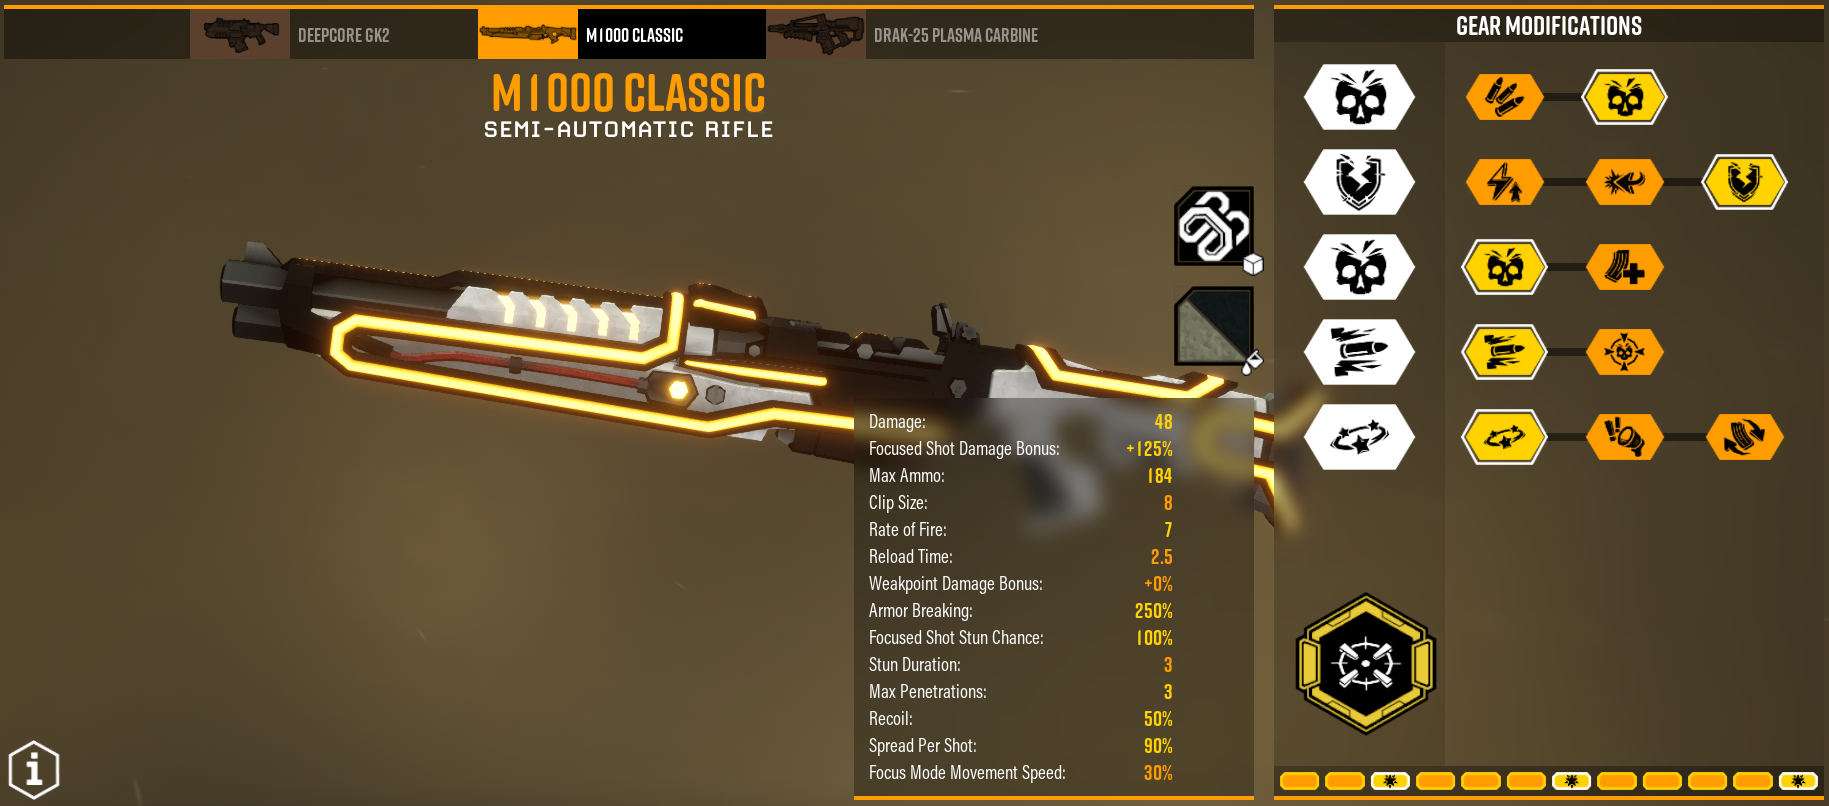 DEEPCORE GK2
M1000 CLASSIC
DRAK-25 PLASMA CARBINE
GEAR MODIFICATIONS
M1000 CLASSIC
SEMI-AUTOMATIC RIFLE
Damage: 48
Focused Shot Damage Bonus: +125%
Max Ammo: 184
Clip Size: 8
Rate of Fire: 7
Reload Time: 2.5
Weakpoint Damage Bonus: +0%
Armor Breaking: 250%
Focused Shot Stun Chance: 100%
Stun Duration: 3
Max Penetrations: 3
Recoil: 50%
Spread Per Shot: 90%
Focus Mode Movement Speed: 30%